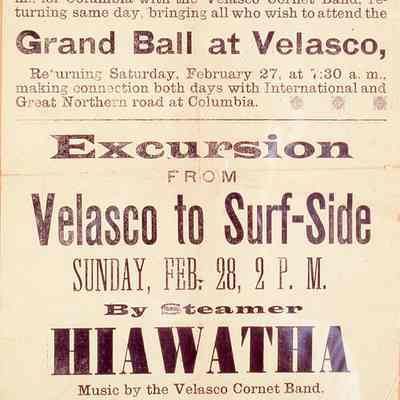 for Columbia with the Velasco Cornet Band, re-
turning same day, bringing all who wish to attend the
Grand Ball at Velasco,
Returning Saturday, February 27, at 7:30 a. m.,
making connection both days with International and
Great Northern road at Columbia.
Excursion
FROM
Velasco to Surf-Side
SUNDAY, FEB. 28, 2 P. M.
By Steamer
HIAWATHA
Music by the Velasco Cornet Band.